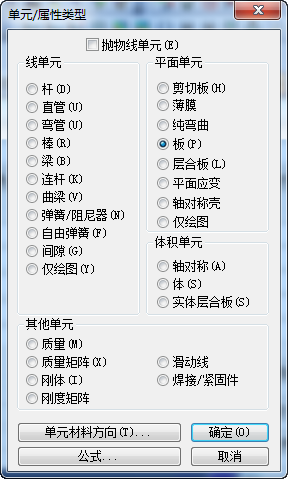 单元/属性类型
抛物线单元(E)
线单元
杆(D)
直管(U)
弯管(U)
棒(R)
梁(B)
连杆(K)
曲梁(V)
弹簧/阻尼器(N)
自由弹簧(F)
间隙(G)
仅绘图(Y)
平面单元
剪切板(H)
薄膜
纯弯曲
板(P)
层合板(L)
平面应变
轴对称壳
仅绘图
体积单元
轴对称(A)
体(S)
实体层合板(S)
其他单元
质量(M)
质量矩阵(X)
刚体(I)
刚度矩阵
滑动线
焊接/紧固件
单元材料方向(T)...
确定(O)
公式...
取消